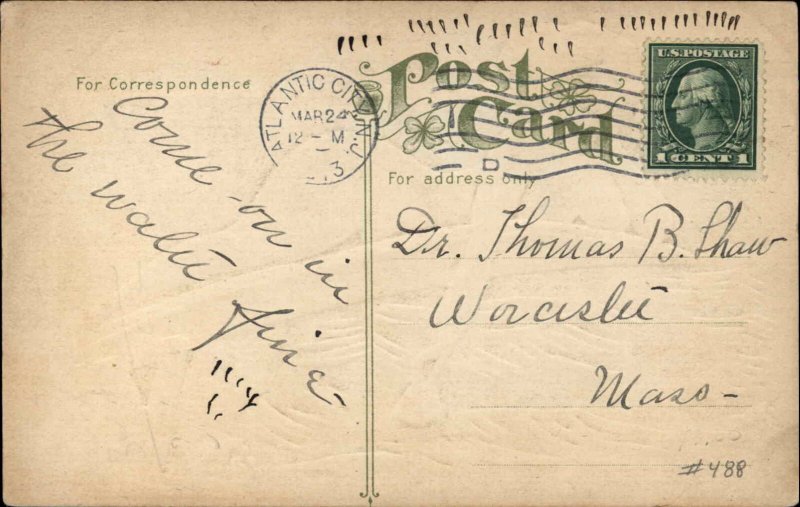 Post
Card
U.S. POSTAGE
1 CENT 1
For Correspondence
ATLANTIC CITY, N.J.
MAR 24
12 - M
13
D
For address only
Come on in
the water
fine
Dr. Thomas B. Shaw
Worcester
Mass-
#488